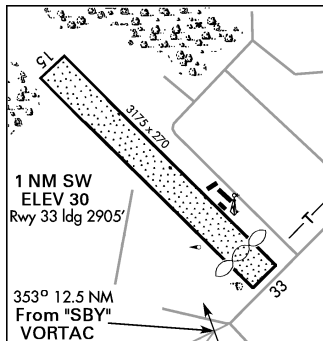 15
3175 x 270
1 NM SW
ELEV 30
Rwy 33 ldg 2905'
T
33
353° 12.5 NM
From "SBY"
VORTAC